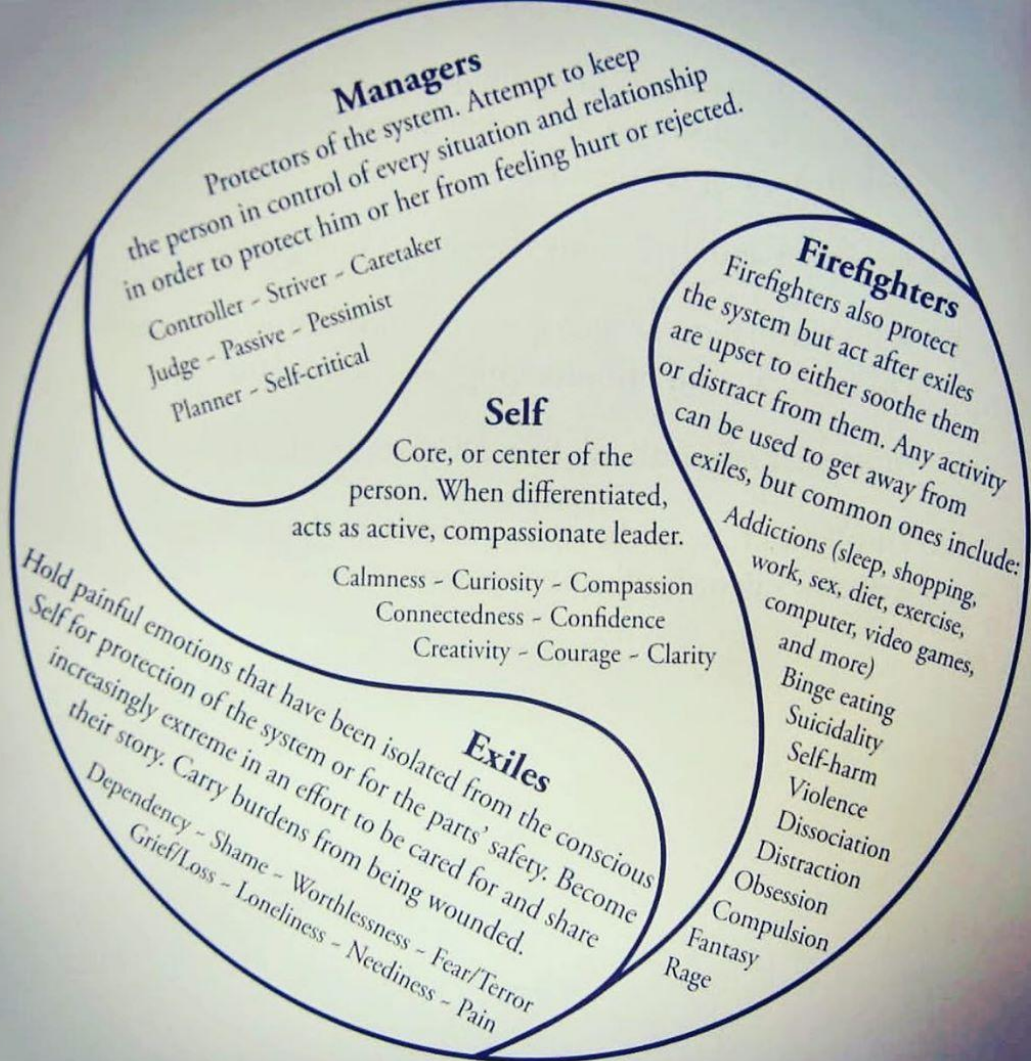 Managers
Protectors of the system. Attempt to keep
the person in control of every situation and relationship
in order to protect him or her from feeling hurt or rejected.
Controller ~ Striver ~ Caretaker
Judge ~ Passive ~ Pessimist
Planner ~ Self-critical
Firefighters
Firefighters also protect
the system but act after exiles
are upset to either soothe them
or distract from them. Any activity
can be used to get away from
exiles, but common ones include:
Addictions (sleep, shopping,
work, sex, diet, exercise,
computer, video games,
and more)
Binge eating
Suicidality
Self-harm
Violence
Dissociation
Distraction
Obsession
Compulsion
Fantasy
Rage
Self
Core, or center of the
person. When differentiated,
acts as active, compassionate leader.
Calmness ~ Curiosity ~ Compassion
Connectedness ~ Confidence
Creativity ~ Courage ~ Clarity
Exiles
Hold painful emotions that have been isolated from the conscious
Self for protection of the system or for the parts' safety. Become
increasingly extreme in an effort to be cared for and share
their story. Carry burdens from being wounded.
Dependency ~ Shame ~ Worthlessness ~ Fear/Terror
Grief/Loss ~ Loneliness ~ Neediness ~ Pain